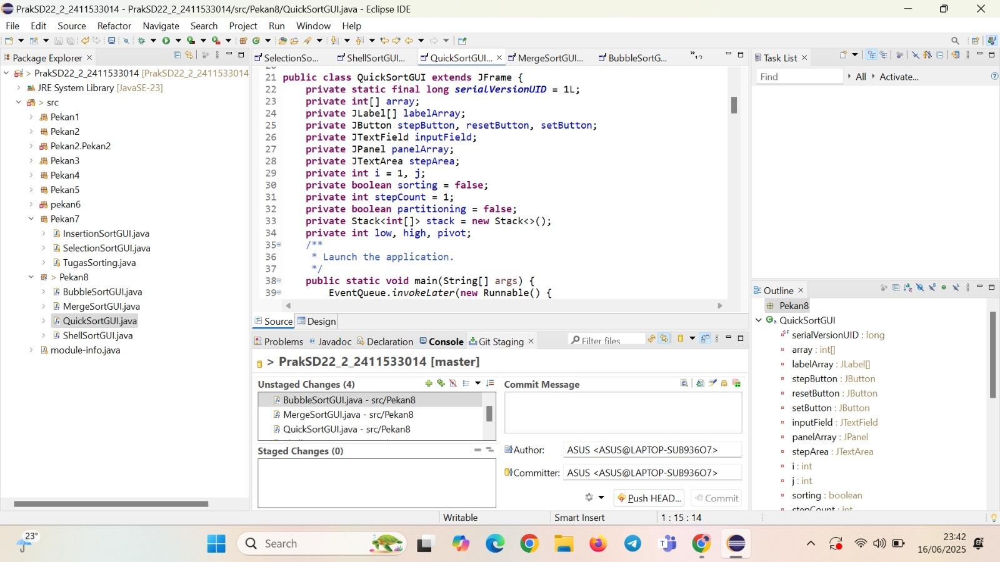 PrakSD22_2_2411533014 - PrakSD22_2_2411533014/src/Pekan8/QuickSortGUI.java - Eclipse IDE
File Edit Source Refactor Navigate Search Project Run Window Help
Package Explorer
> PrakSD22_2_2411533014 [PrakSD22_2_2411533014
JRE System Library [JavaSE-23]
> src
Pekan1
Pekan2
Pekan2.Pekan2
Pekan3
Pekan4
Pekan5
pekan6
Pekan7
InsertionSortGUI.java
SelectionSortGUI.java
TugasSorting.java
> Pekan8
BubbleSortGUI.java
MergeSortGUI.java
QuickSortGUI.java
ShellSortGUI.java
module-info.java
SelectionSo... ShellSortGUI... QuickSortGUI... MergeSortGUI... BubbleSortG... »12
21 public class QuickSortGUI extends JFrame {
22 private static final long serialVersionUID = 1L;
23 private int[] array;
24 private JLabel[] labelArray;
25 private JButton stepButton, resetButton, setButton;
26 private JTextField inputField;
27 private JPanel panelArray;
28 private JTextArea stepArea;
29 private int i = 1, j;
30 private boolean sorting = false;
31 private int stepCount = 1;
32 private boolean partitioning = false;
33 private Stack<int[]> stack = new Stack<>();
34 private int low, high, pivot;
35 /**
36 * Launch the application.
37 */
38 public static void main(String[] args) {
39 EventQueue.invokeLater(new Runnable() {
Source Design
Problems Javadoc Declaration Console Git Staging
Filter files
> PrakSD22_2_2411533014 [master]
Unstaged Changes (4)
BubbleSortGUI.java - src/Pekan8
MergeSortGUI.java - src/Pekan8
QuickSortGUI.java - src/Pekan8
Staged Changes (0)
Commit Message
Author: ASUS <ASUS@LAPTOP-SUB936O7>
Committer: ASUS <ASUS@LAPTOP-SUB936O7>
Push HEAD... Commit
Task List
Find All Activate...
Outline
Pekan8
QuickSortGUI
serialVersionUID : long
array : int[]
labelArray : JLabel[]
stepButton : JButton
resetButton : JButton
setButton : JButton
inputField : JTextField
panelArray : JPanel
stepArea : JTextArea
i : int
j : int
sorting : boolean
stepCount : int
Writable Smart Insert 1 : 15 : 14
23°
Search
23:42
16/06/2025